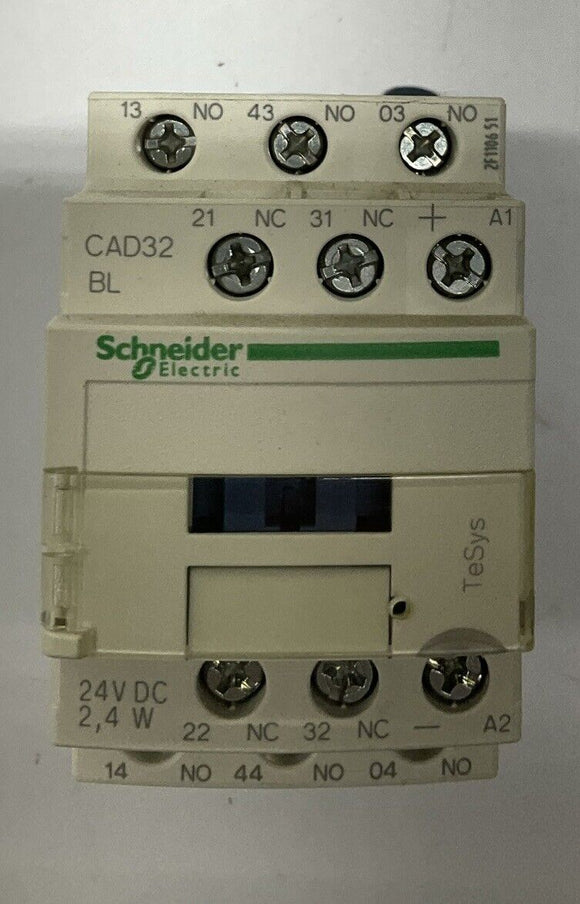 13 NO 43 NO 03 NO
ZF1106 51
21 NC 31 NC + A1
CAD32
BL
Schneider
Electric
TeSys
24V DC
2,4 W
22 NC 32 NC — A2
14 NO 44 NO 04 NO